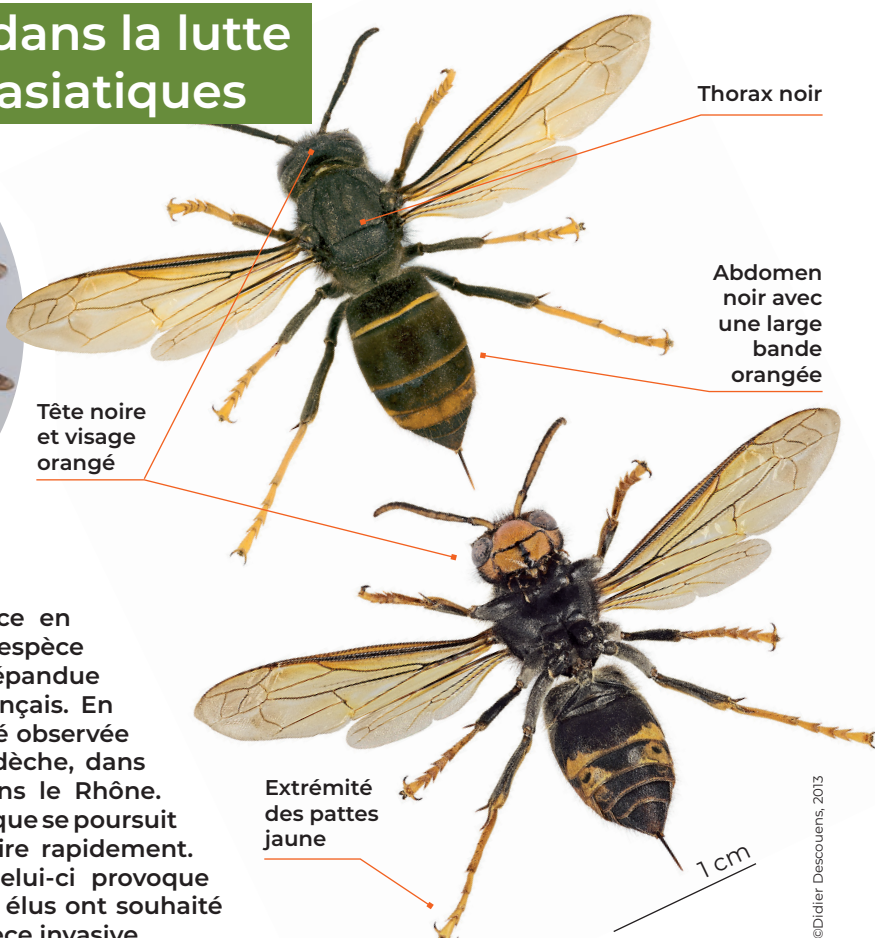 dans la lutte
asiatiques
Thorax noir
Abdomen
noir avec
une large
bande
orangée
Tête noire
et visage
orangé
ce en
espèce
épandue
nçais. En
é observée
dèche, dans
ns le Rhône.
que se poursuit
ire rapidement.
elui-ci provoque
élus ont souhaité
èce invasive
Extrémité
des pattes
jaune
1 cm
©Didier Descouens, 2013